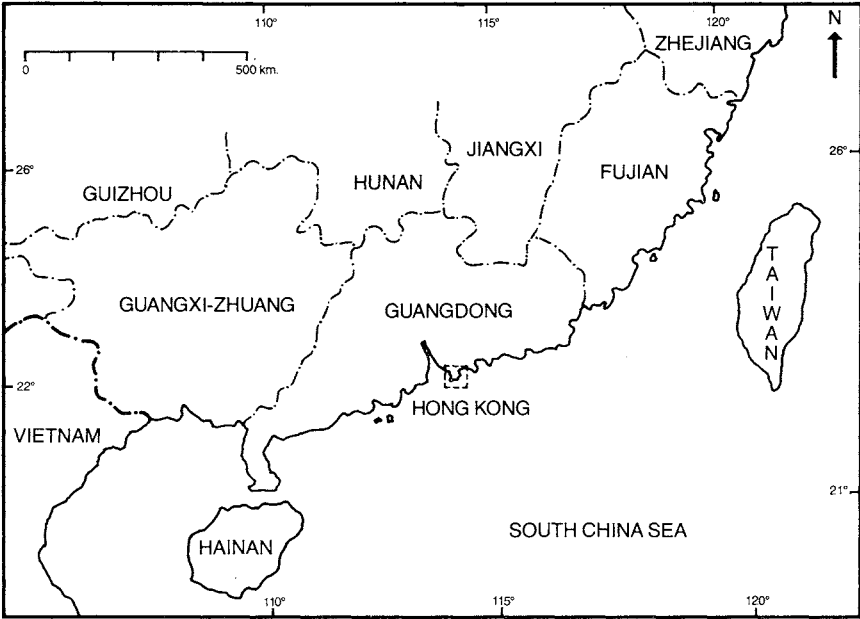 110°
115°
120°
N
ZHEJIANG
0
500 km.
JIANGXI
26°
26°
FUJIAN
HUNAN
GUIZHOU
TAIWAN
GUANGXI-ZHUANG
GUANGDONG
22°
HONG KONG
VIETNAM
21°
SOUTH CHINA SEA
HAINAN
110°
115°
120°